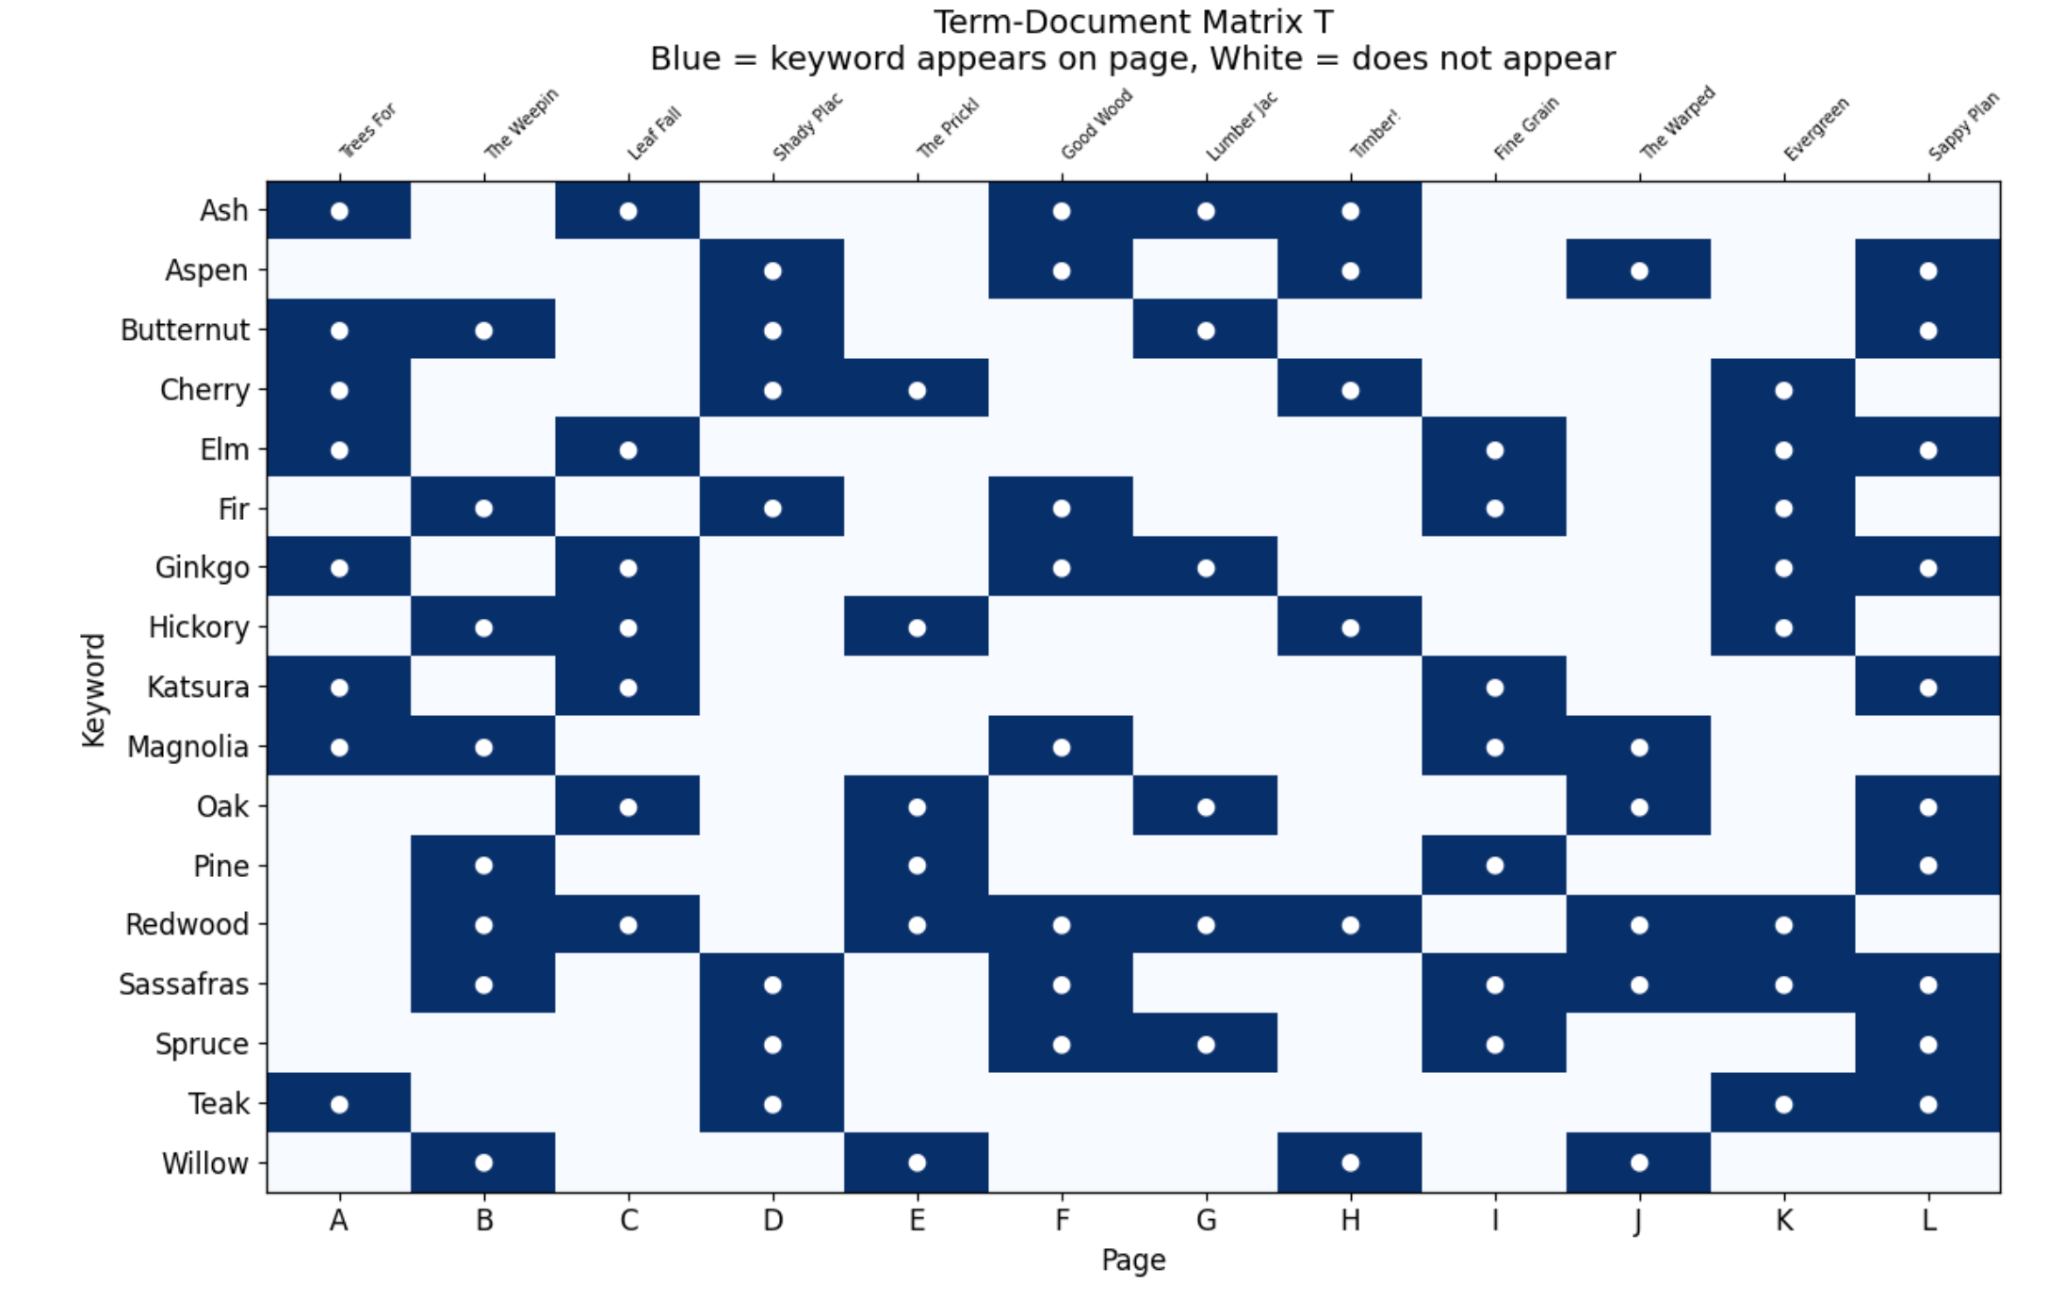 Term-Document Matrix T
Blue = keyword appears on page, White = does not appear
Trees For
The Weepin
Leaf Fall
Shady Plac
The Prickl
Good Wood
Lumber Jac
Timber!
Fine Grain
The Warped
Evergreen
Sappy Plan
Keyword
Ash
Aspen
Butternut
Cherry
Elm
Fir
Ginkgo
Hickory
Katsura
Magnolia
Oak
Pine
Redwood
Sassafras
Spruce
Teak
Willow
A B C D E F G H I J K L
Page